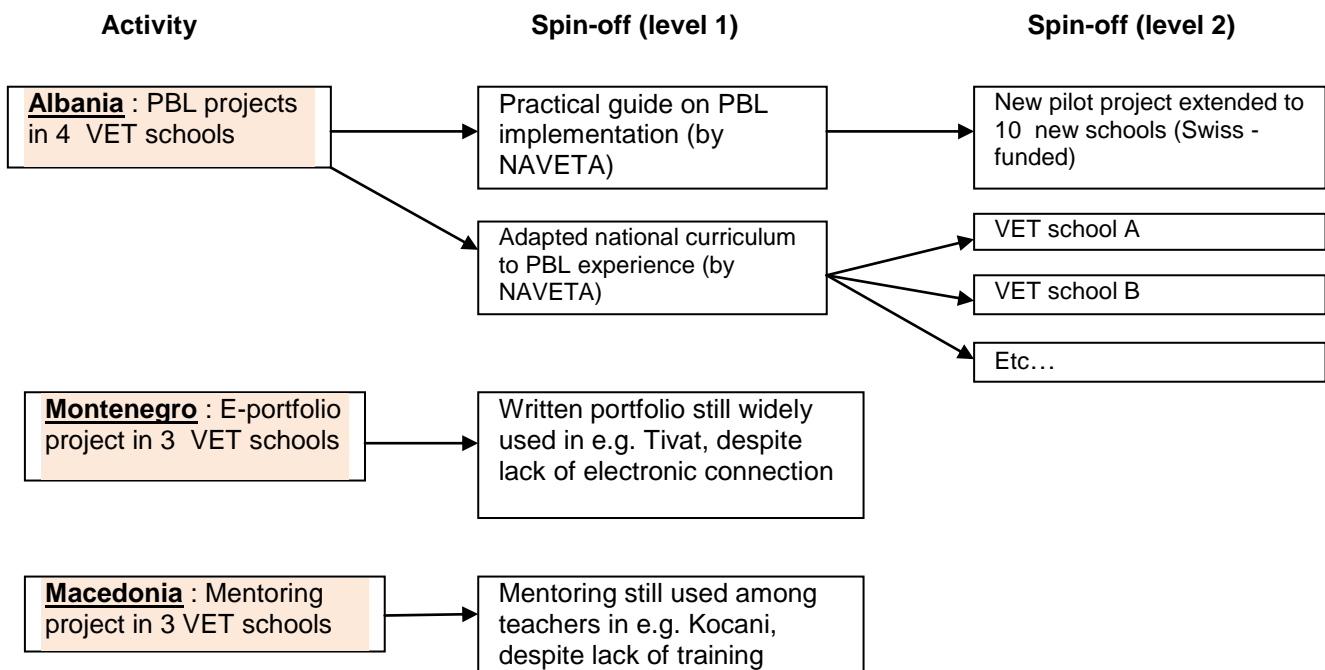 Activity
Spin-off (level 1)
Spin-off (level 2)
Albania : PBL projects
in 4 VET schools
Practical guide on PBL
implementation (by
NAVETA)
New pilot project extended to
10 new schools (Swiss -
funded)
Adapted national curriculum
to PBL experience (by
NAVETA)
VET school A
VET school B
Etc…
Montenegro : E-portfolio
project in 3 VET schools
Written portfolio still widely
used in e.g. Tivat, despite
lack of electronic connection
Macedonia : Mentoring
project in 3 VET schools
Mentoring still used among
teachers in e.g. Kocani,
despite lack of training